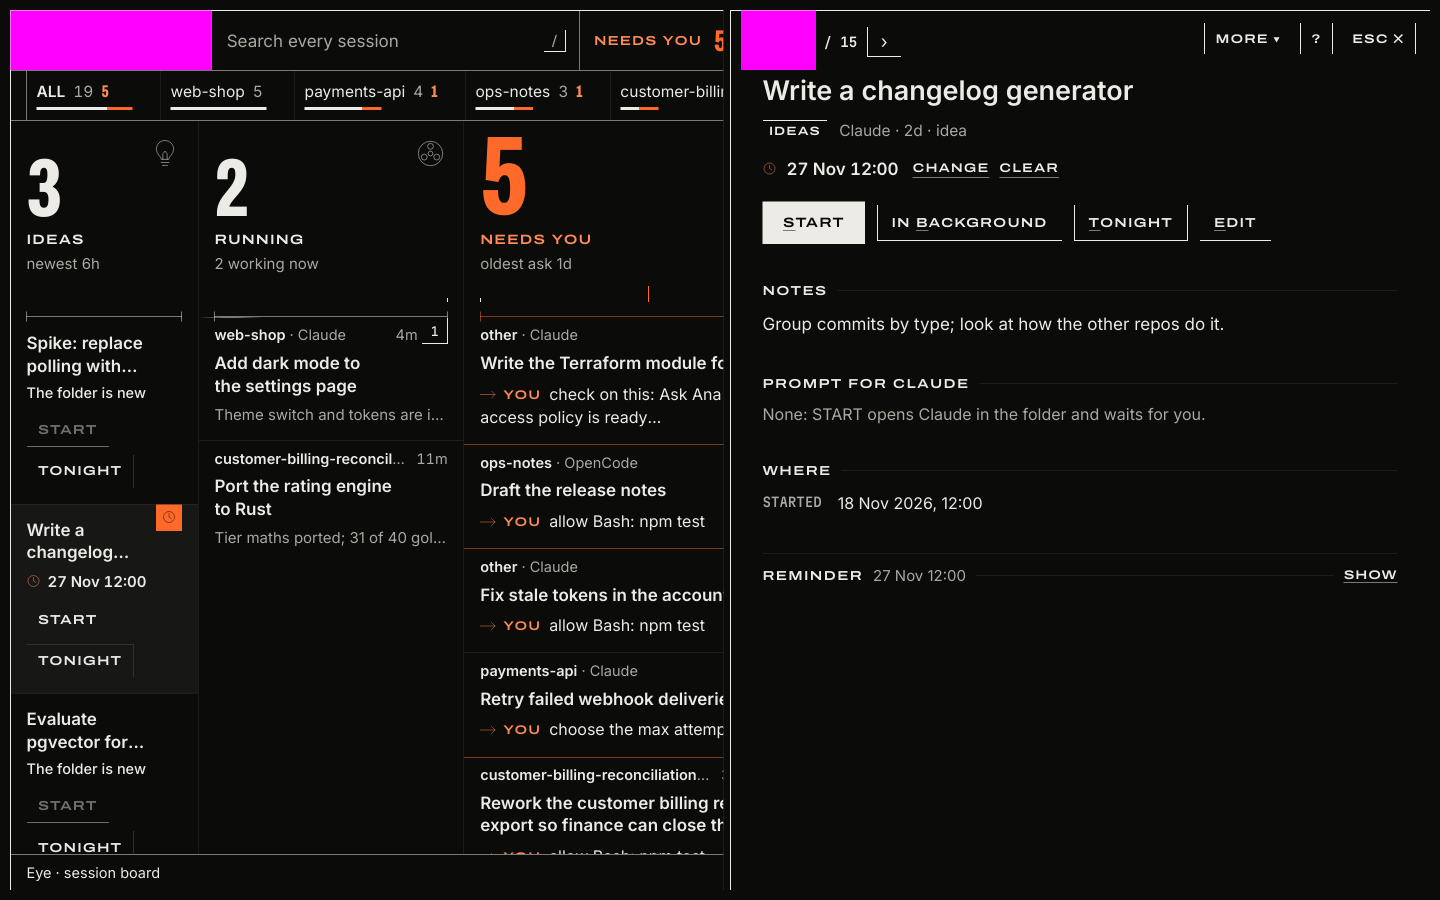 Search every session /
NEEDS YOU 5
ALL 19 5
web-shop 5
payments-api 4 1
ops-notes 3 1
customer-billin
3
IDEAS
newest 6h
Spike: replace
polling with...
The folder is new
START
TONIGHT
Write a
changelog...
27 Nov 12:00
START
TONIGHT
Evaluate
pgvector for...
The folder is new
START
TONIGHT
2
RUNNING
2 working now
web-shop · Claude 4m 1
Add dark mode to
the settings page
Theme switch and tokens are i...
customer-billing-reconcil... 11m
Port the rating engine
to Rust
Tier maths ported; 31 of 40 gol...
5
NEEDS YOU
oldest ask 1d
other · Claude
Write the Terraform module fo
→ YOU check on this: Ask Ana
access policy is ready...
ops-notes · OpenCode
Draft the release notes
→ YOU allow Bash: npm test
other · Claude
Fix stale tokens in the accoun
→ YOU allow Bash: npm test
payments-api · Claude
Retry failed webhook deliverie
→ YOU choose the max attemp
customer-billing-reconciliation...
Rework the customer billing re
export so finance can close th
→ YOU allow Bash: npm test
Eye · session board
/ 15 ›
MORE ▾
?
ESC ×
Write a changelog generator
IDEAS Claude · 2d · idea
27 Nov 12:00 CHANGE CLEAR
START
IN BACKGROUND
TONIGHT
EDIT
NOTES
Group commits by type; look at how the other repos do it.
PROMPT FOR CLAUDE
None: START opens Claude in the folder and waits for you.
WHERE
STARTED 18 Nov 2026, 12:00
REMINDER 27 Nov 12:00 SHOW